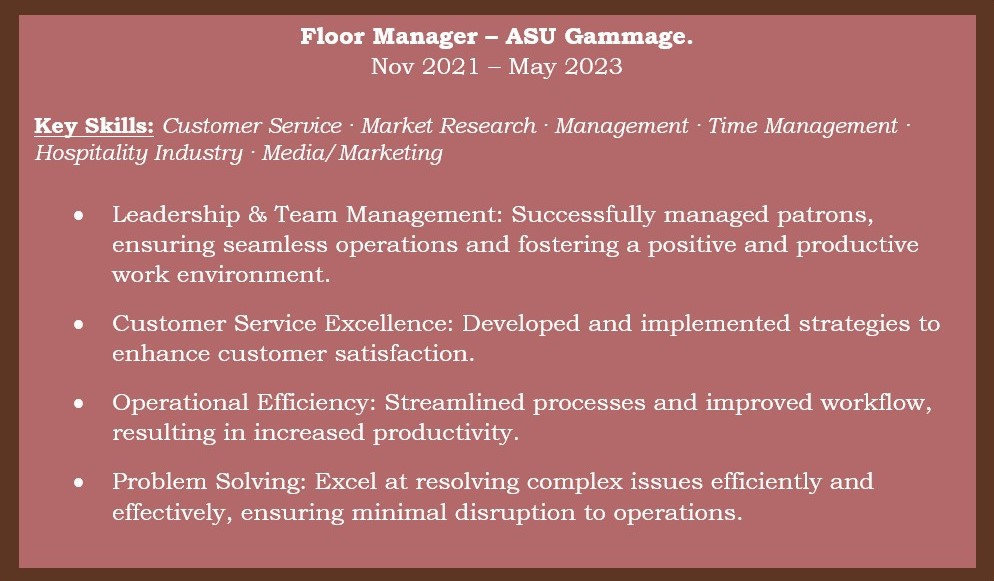 Floor Manager – ASU Gammage.
Nov 2021 – May 2023
Key Skills: Customer Service · Market Research · Management · Time Management ·
Hospitality Industry · Media/Marketing
● Leadership & Team Management: Successfully managed patrons,
ensuring seamless operations and fostering a positive and productive
work environment.
● Customer Service Excellence: Developed and implemented strategies to
enhance customer satisfaction.
● Operational Efficiency: Streamlined processes and improved workflow,
resulting in increased productivity.
● Problem Solving: Excel at resolving complex issues efficiently and
effectively, ensuring minimal disruption to operations.